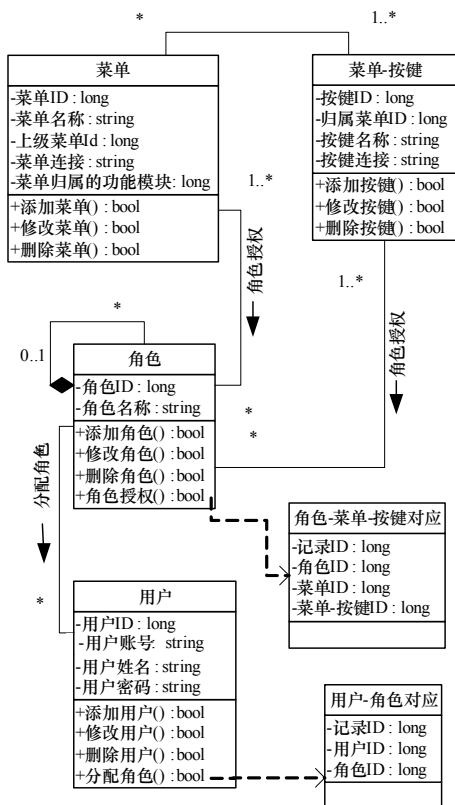 *
1..*
菜单
-菜单ID : long
-菜单名称 : string
-上级菜单Id : long
-菜单连接 : string
-菜单归属的功能模块: long
+添加菜单() : bool
+修改菜单() : bool
+删除菜单() : bool
菜单-按键
-按键ID : long
-归属菜单ID : long
-按键名称 : string
-按键连接 : string
+添加按键() : bool
+修改按键() : bool
+删除按键() : bool
1..*
角色授权
1..*
角色授权
*
0..1
角色
-角色ID : long
-角色名称 : string
+添加角色() : bool
+修改角色() : bool
+删除角色() : bool
+角色授权() : bool
*
*
分配角色
*
角色-菜单-按键对应
-记录ID : long
-角色ID : long
-菜单ID : long
-菜单-按键ID : long
用户
-用户ID : long
-用户账号: string
-用户姓名 : string
-用户密码 : string
+添加用户() : bool
+修改用户() : bool
+删除用户() : bool
+分配角色() : bool
用户-角色对应
-记录ID : long
-用户ID : long
-角色ID : long